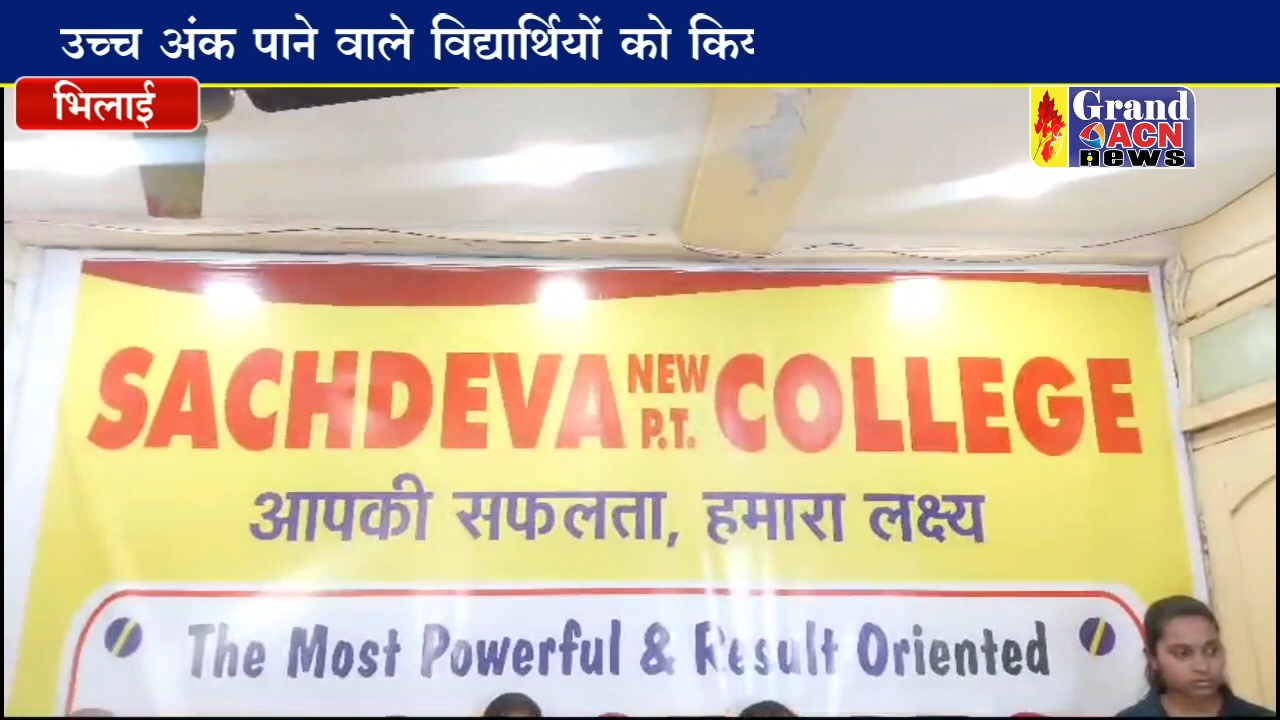 उच्च अंक पाने वाले विद्यार्थियों को
भिलाई
Grand
ACN
news
SACHDEVA NEW P.T. COLLEGE
आपकी सफलता, हमारा लक्ष्य
The Most Powerful & Result Oriented